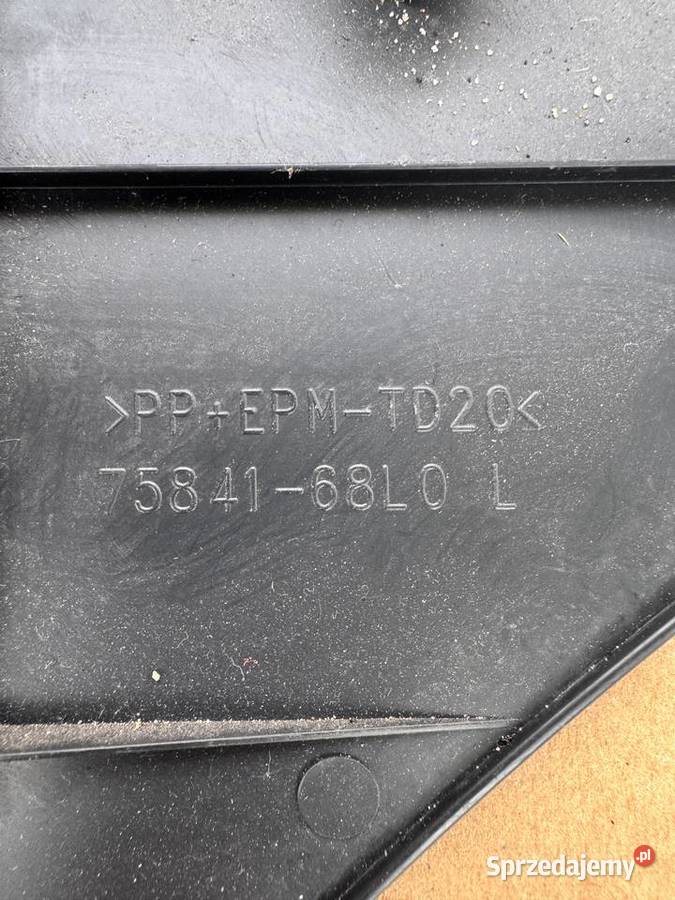 >PP+EPM-TD20<
75841-68L0 L
Sprzedajemy.pl